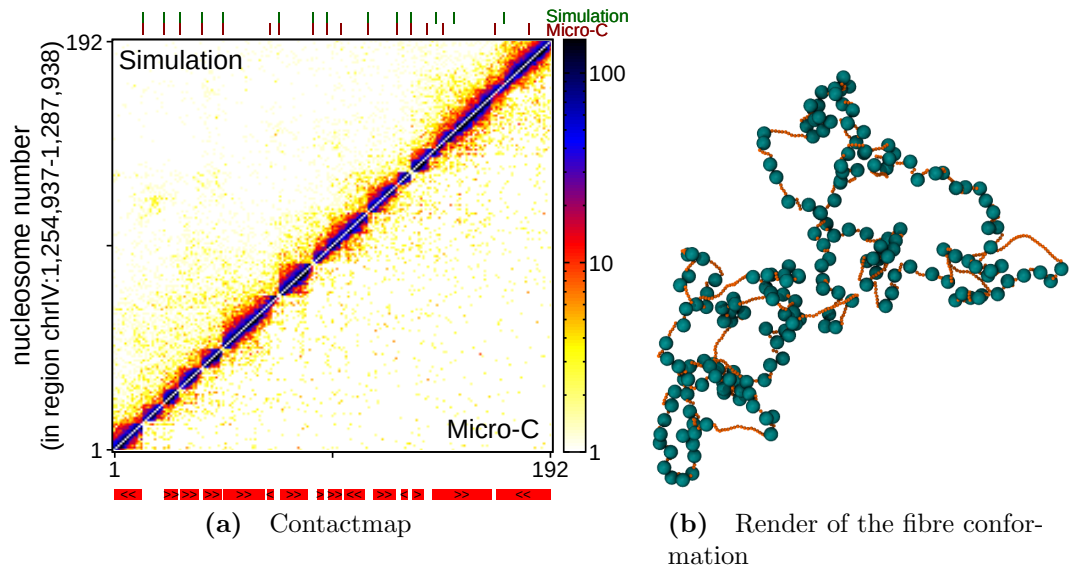 Simulation
Micro-C
192
Simulation
100
nucleosome number
(in region chrIV:1,254,937-1,287,938)
10
Micro-C
1
1
1
192
<< >> >> >> >> < >> > >> << >> < > >> <<
(a) Contactmap
(b) Render of the fibre confor-
mation